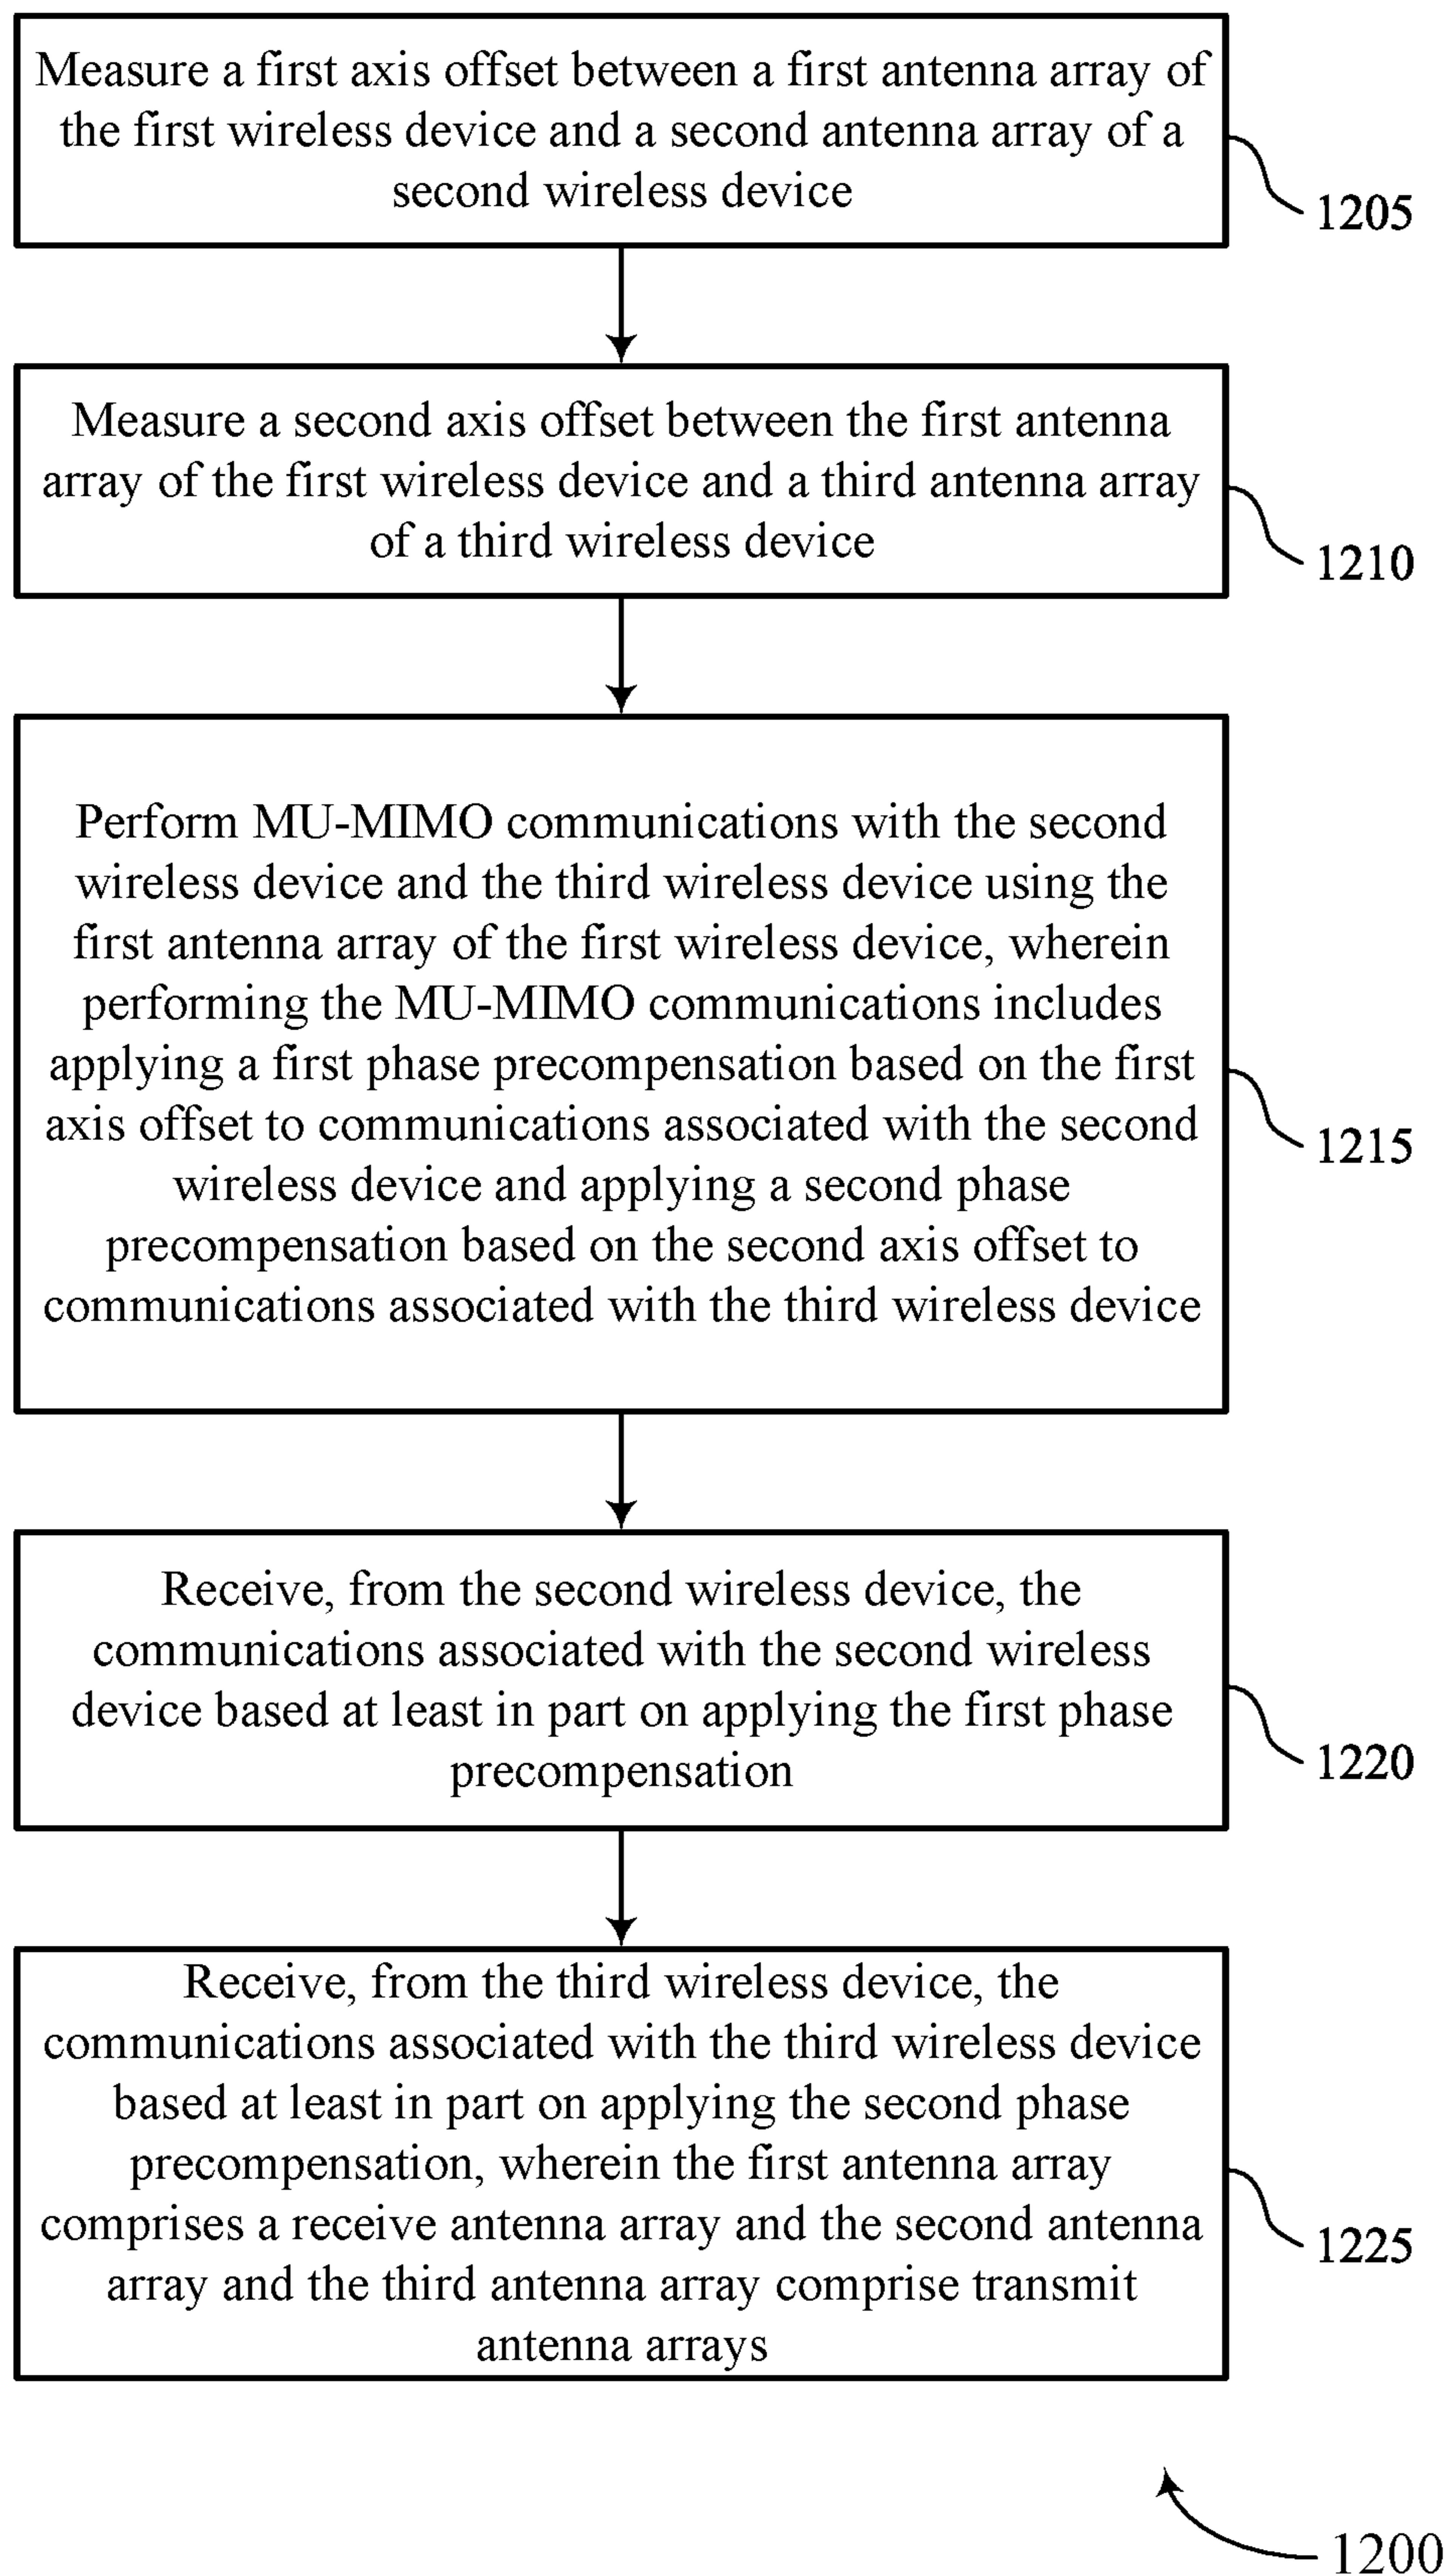 Measure a first axis offset between a first antenna array of
the first wireless device and a second antenna array of a
second wireless device
1205
Measure a second axis offset between the first antenna
array of the first wireless device and a third antenna array
of a third wireless device
1210
Perform MU-MIMO communications with the second
wireless device and the third wireless device using the
first antenna array of the first wireless device, wherein
performing the MU-MIMO communications includes
applying a first phase precompensation based on the first
axis offset to communications associated with the second
wireless device and applying a second phase
precompensation based on the second axis offset to
communications associated with the third wireless device
1215
Receive, from the second wireless device, the
communications associated with the second wireless
device based at least in part on applying the first phase
precompensation
1220
Receive, from the third wireless device, the
communications associated with the third wireless device
based at least in part on applying the second phase
precompensation, wherein the first antenna array
comprises a receive antenna array and the second antenna
array and the third antenna array comprise transmit
antenna arrays
1225
1200